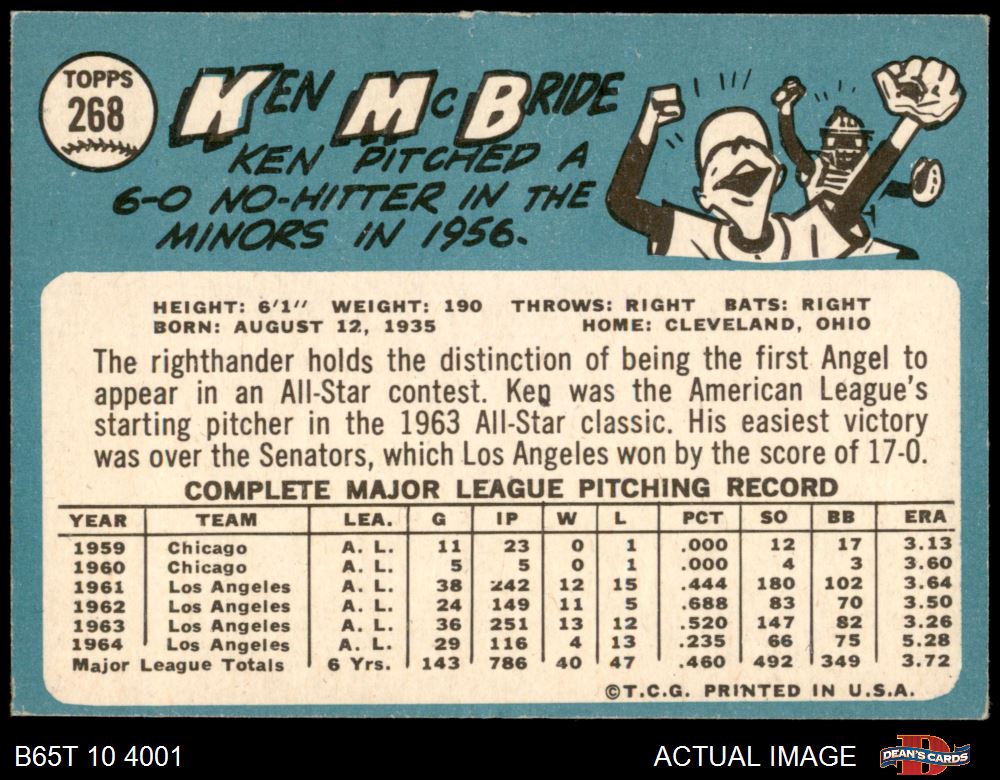 TOPPS
268
KEN McBRIDE
KEN PITCHED A
6-0 NO-HITTER IN THE
MINORS IN 1956.
HEIGHT: 6'1" WEIGHT: 190 THROWS: RIGHT BATS: RIGHT
BORN: AUGUST 12, 1935 HOME: CLEVELAND, OHIO
The righthander holds the distinction of being the first Angel to
appear in an All-Star contest. Ken was the American League's
starting pitcher in the 1963 All-Star classic. His easiest victory
was over the Senators, which Los Angeles won by the score of 17-0.
COMPLETE MAJOR LEAGUE PITCHING RECORD
YEAR TEAM LEA. G IP W L PCT SO BB ERA
1959 Chicago A. L. 11 23 0 1 .000 12 17 3.13
1960 Chicago A. L. 5 5 0 1 .000 4 3 3.60
1961 Los Angeles A. L. 38 242 12 15 .444 180 102 3.64
1962 Los Angeles A. L. 24 149 11 5 .688 83 70 3.50
1963 Los Angeles A. L. 36 251 13 12 .520 147 82 3.26
1964 Los Angeles A. L. 29 116 4 13 .235 66 75 5.28
Major League Totals 6 Yrs. 143 786 40 47 .460 492 349 3.72
©T.C.G. PRINTED IN U.S.A.
B65T 10 4001 ACTUAL IMAGE DEAN'S CARDS